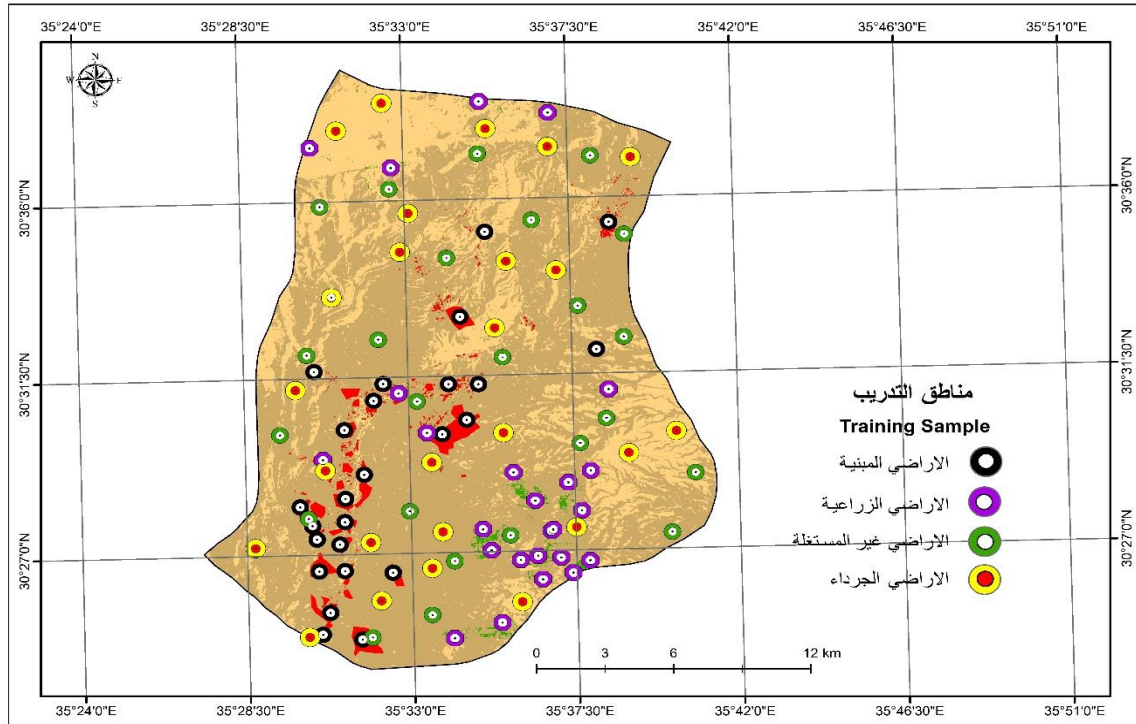 35°24'0"E 35°28'30"E 35°33'0"E 35°37'30"E 35°42'0"E 35°46'30"E 35°51'0"E
N
W E
S
30°36'0"N 30°36'0"N
30°31'30"N 30°31'30"N
مناطق التدريب
Training Sample
الاراضي المبنية
الاراضي الزراعية
الاراضي غير المستغلة
الاراضي الجرداء
30°27'0"N 30°27'0"N
0 3 6 12 km
35°24'0"E 35°28'30"E 35°33'0"E 35°37'30"E 35°42'0"E 35°46'30"E 35°51'0"E